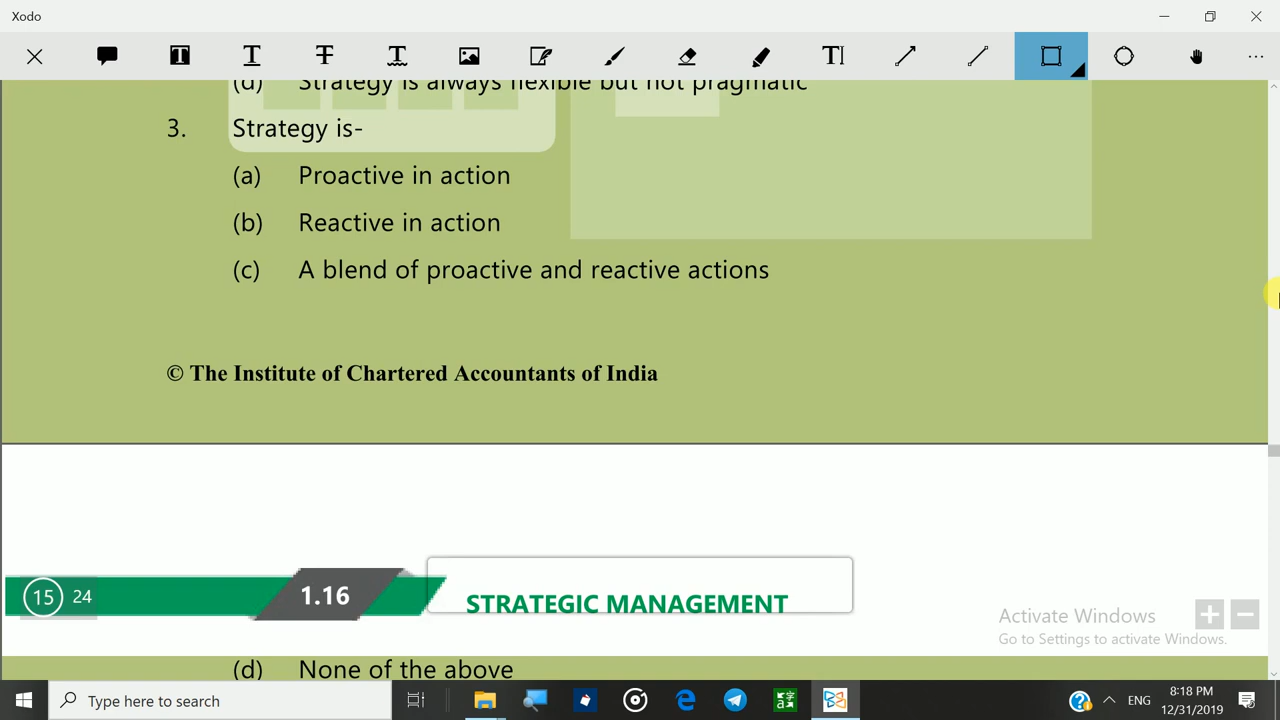 Xodo
(d) Strategy is always flexible but not pragmatic
3. Strategy is-
(a) Proactive in action
(b) Reactive in action
(c) A blend of proactive and reactive actions
© The Institute of Chartered Accountants of India
15 24
1.16
STRATEGIC MANAGEMENT
Activate Windows
Go to Settings to activate Windows.
(d) None of the above
Type here to search
ENG
8:18 PM
12/31/2019